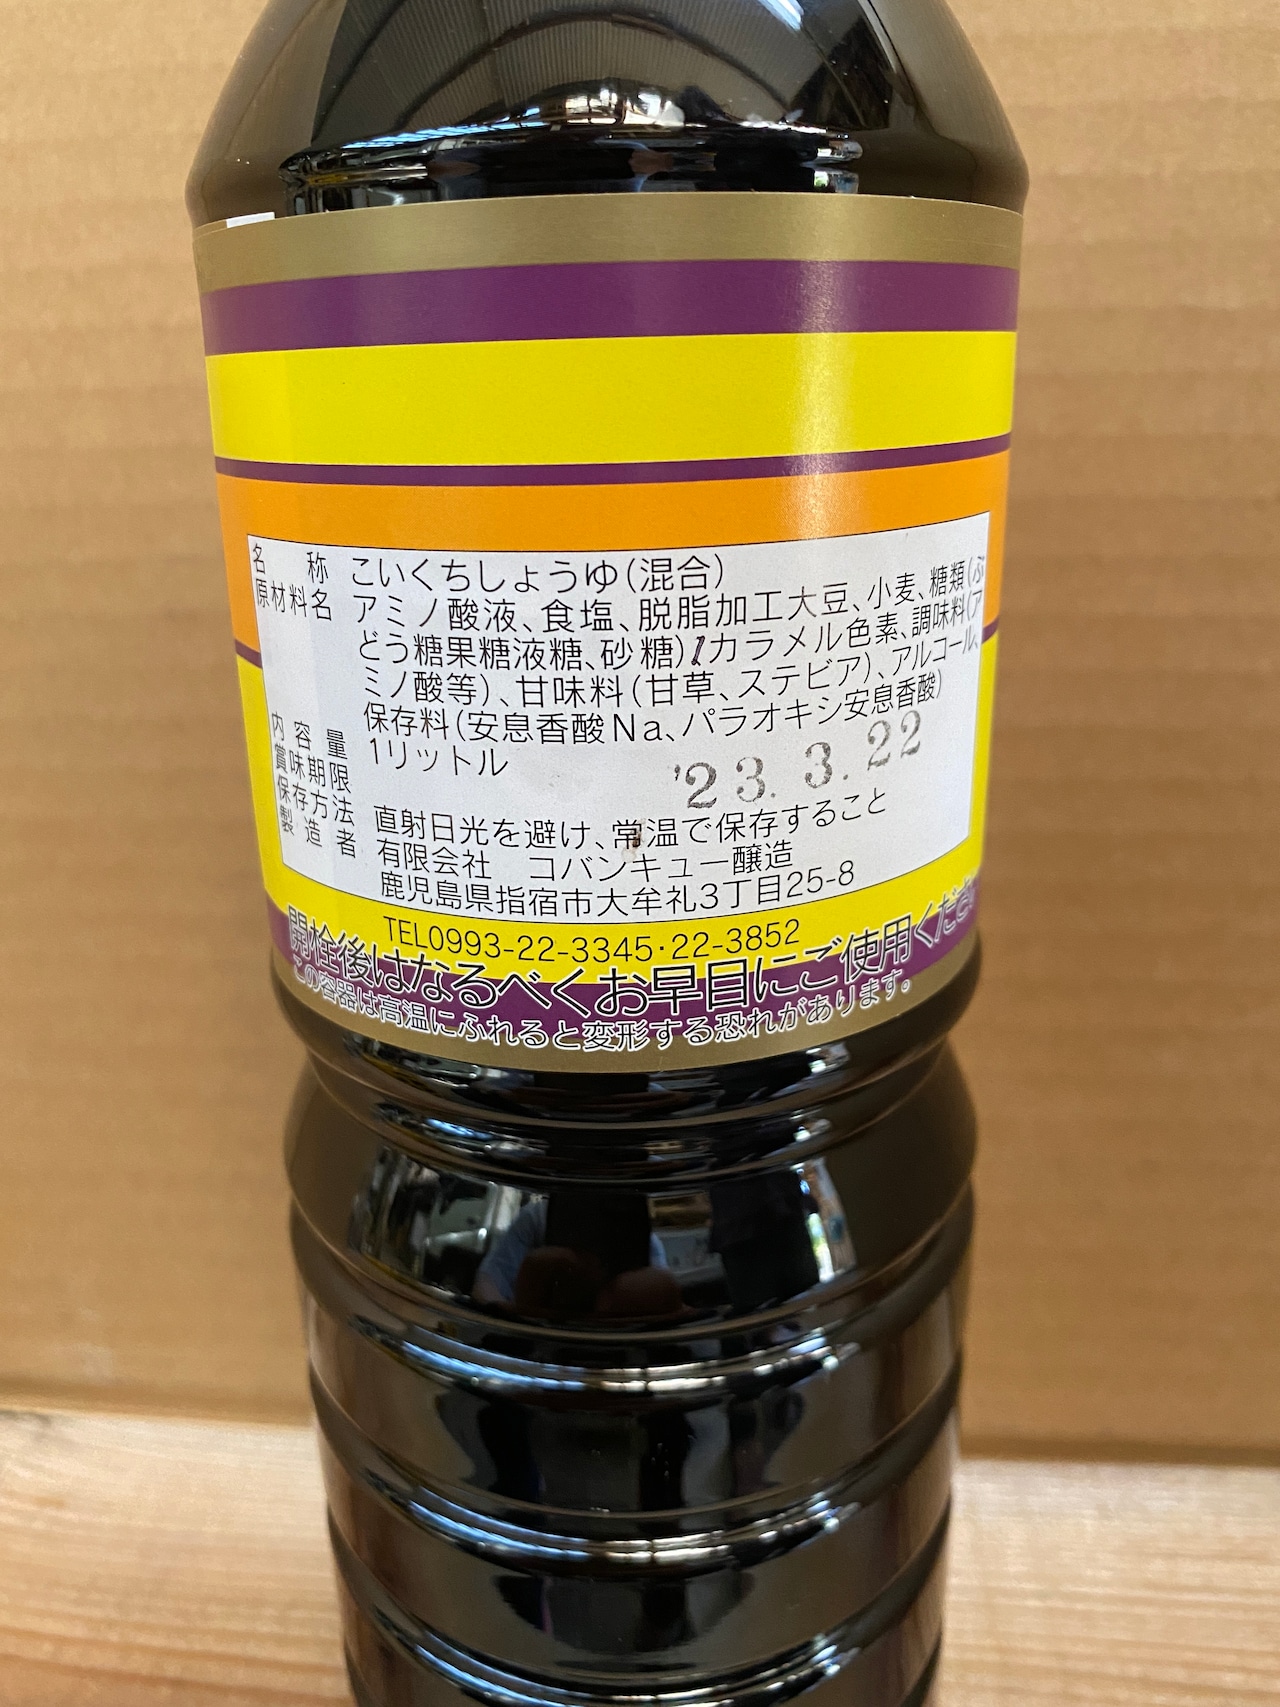 名称 こいくちしょうゆ(混合)
原材料名 アミノ酸液、食塩、脱脂加工大豆、小麦、糖類(ぶ
どう糖果糖液糖、砂糖)/カラメル色素、調味料(ア
ミノ酸等)、甘味料(甘草、ステビア)、アルコール、
保存料(安息香酸Na、パラオキシ安息香酸)
内容量 1リットル
賞味期限 '23.3.22
保存方法 直射日光を避け、常温で保存すること
製造者 有限会社 コバンキュー醸造
鹿児島県指宿市大牟礼3丁目25-8
TEL0993-22-3345・22-3852
開栓後はなるべくお早目にご使用くださ
この容器は高温にふれると変形する恐れがあります。